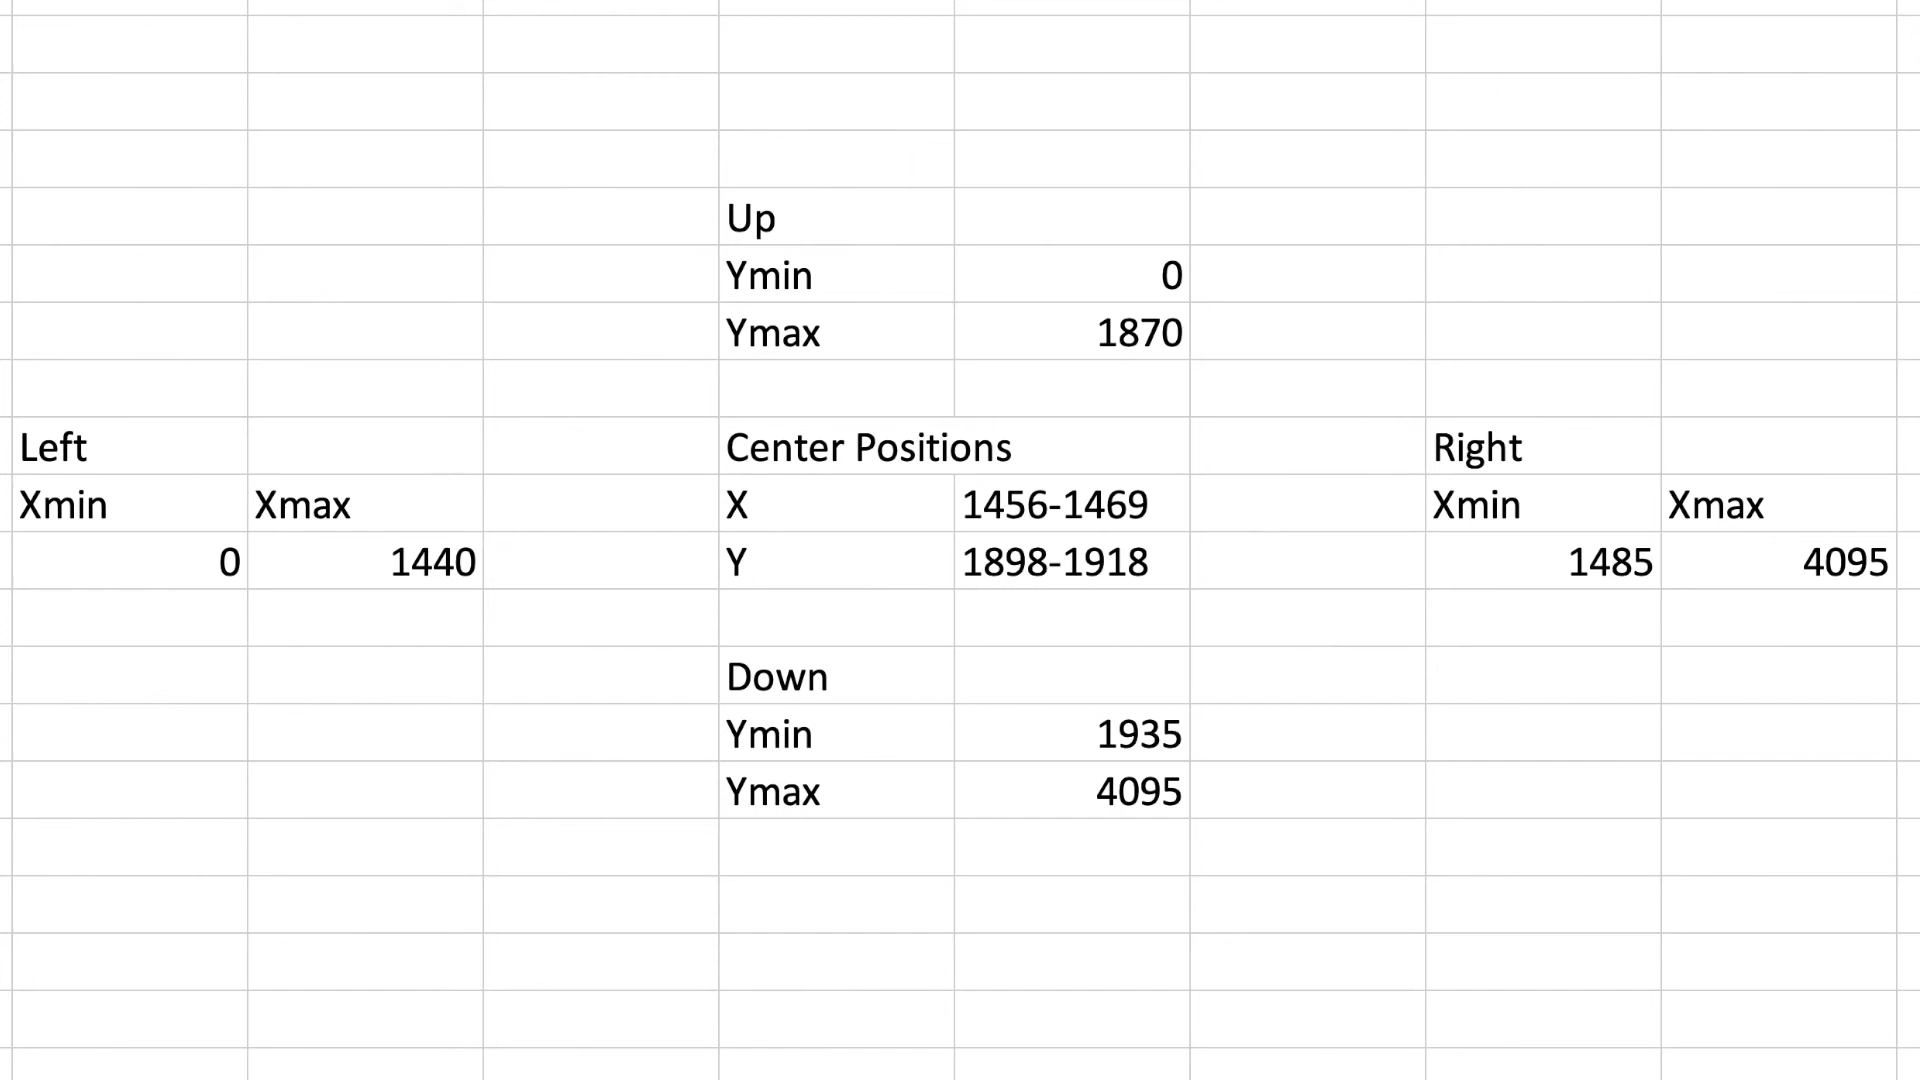 Up
Ymin 0
Ymax 1870
Left Center Positions Right
Xmin Xmax X 1456-1469 Xmin Xmax
0 1440 Y 1898-1918 1485 4095
Down
Ymin 1935
Ymax 4095